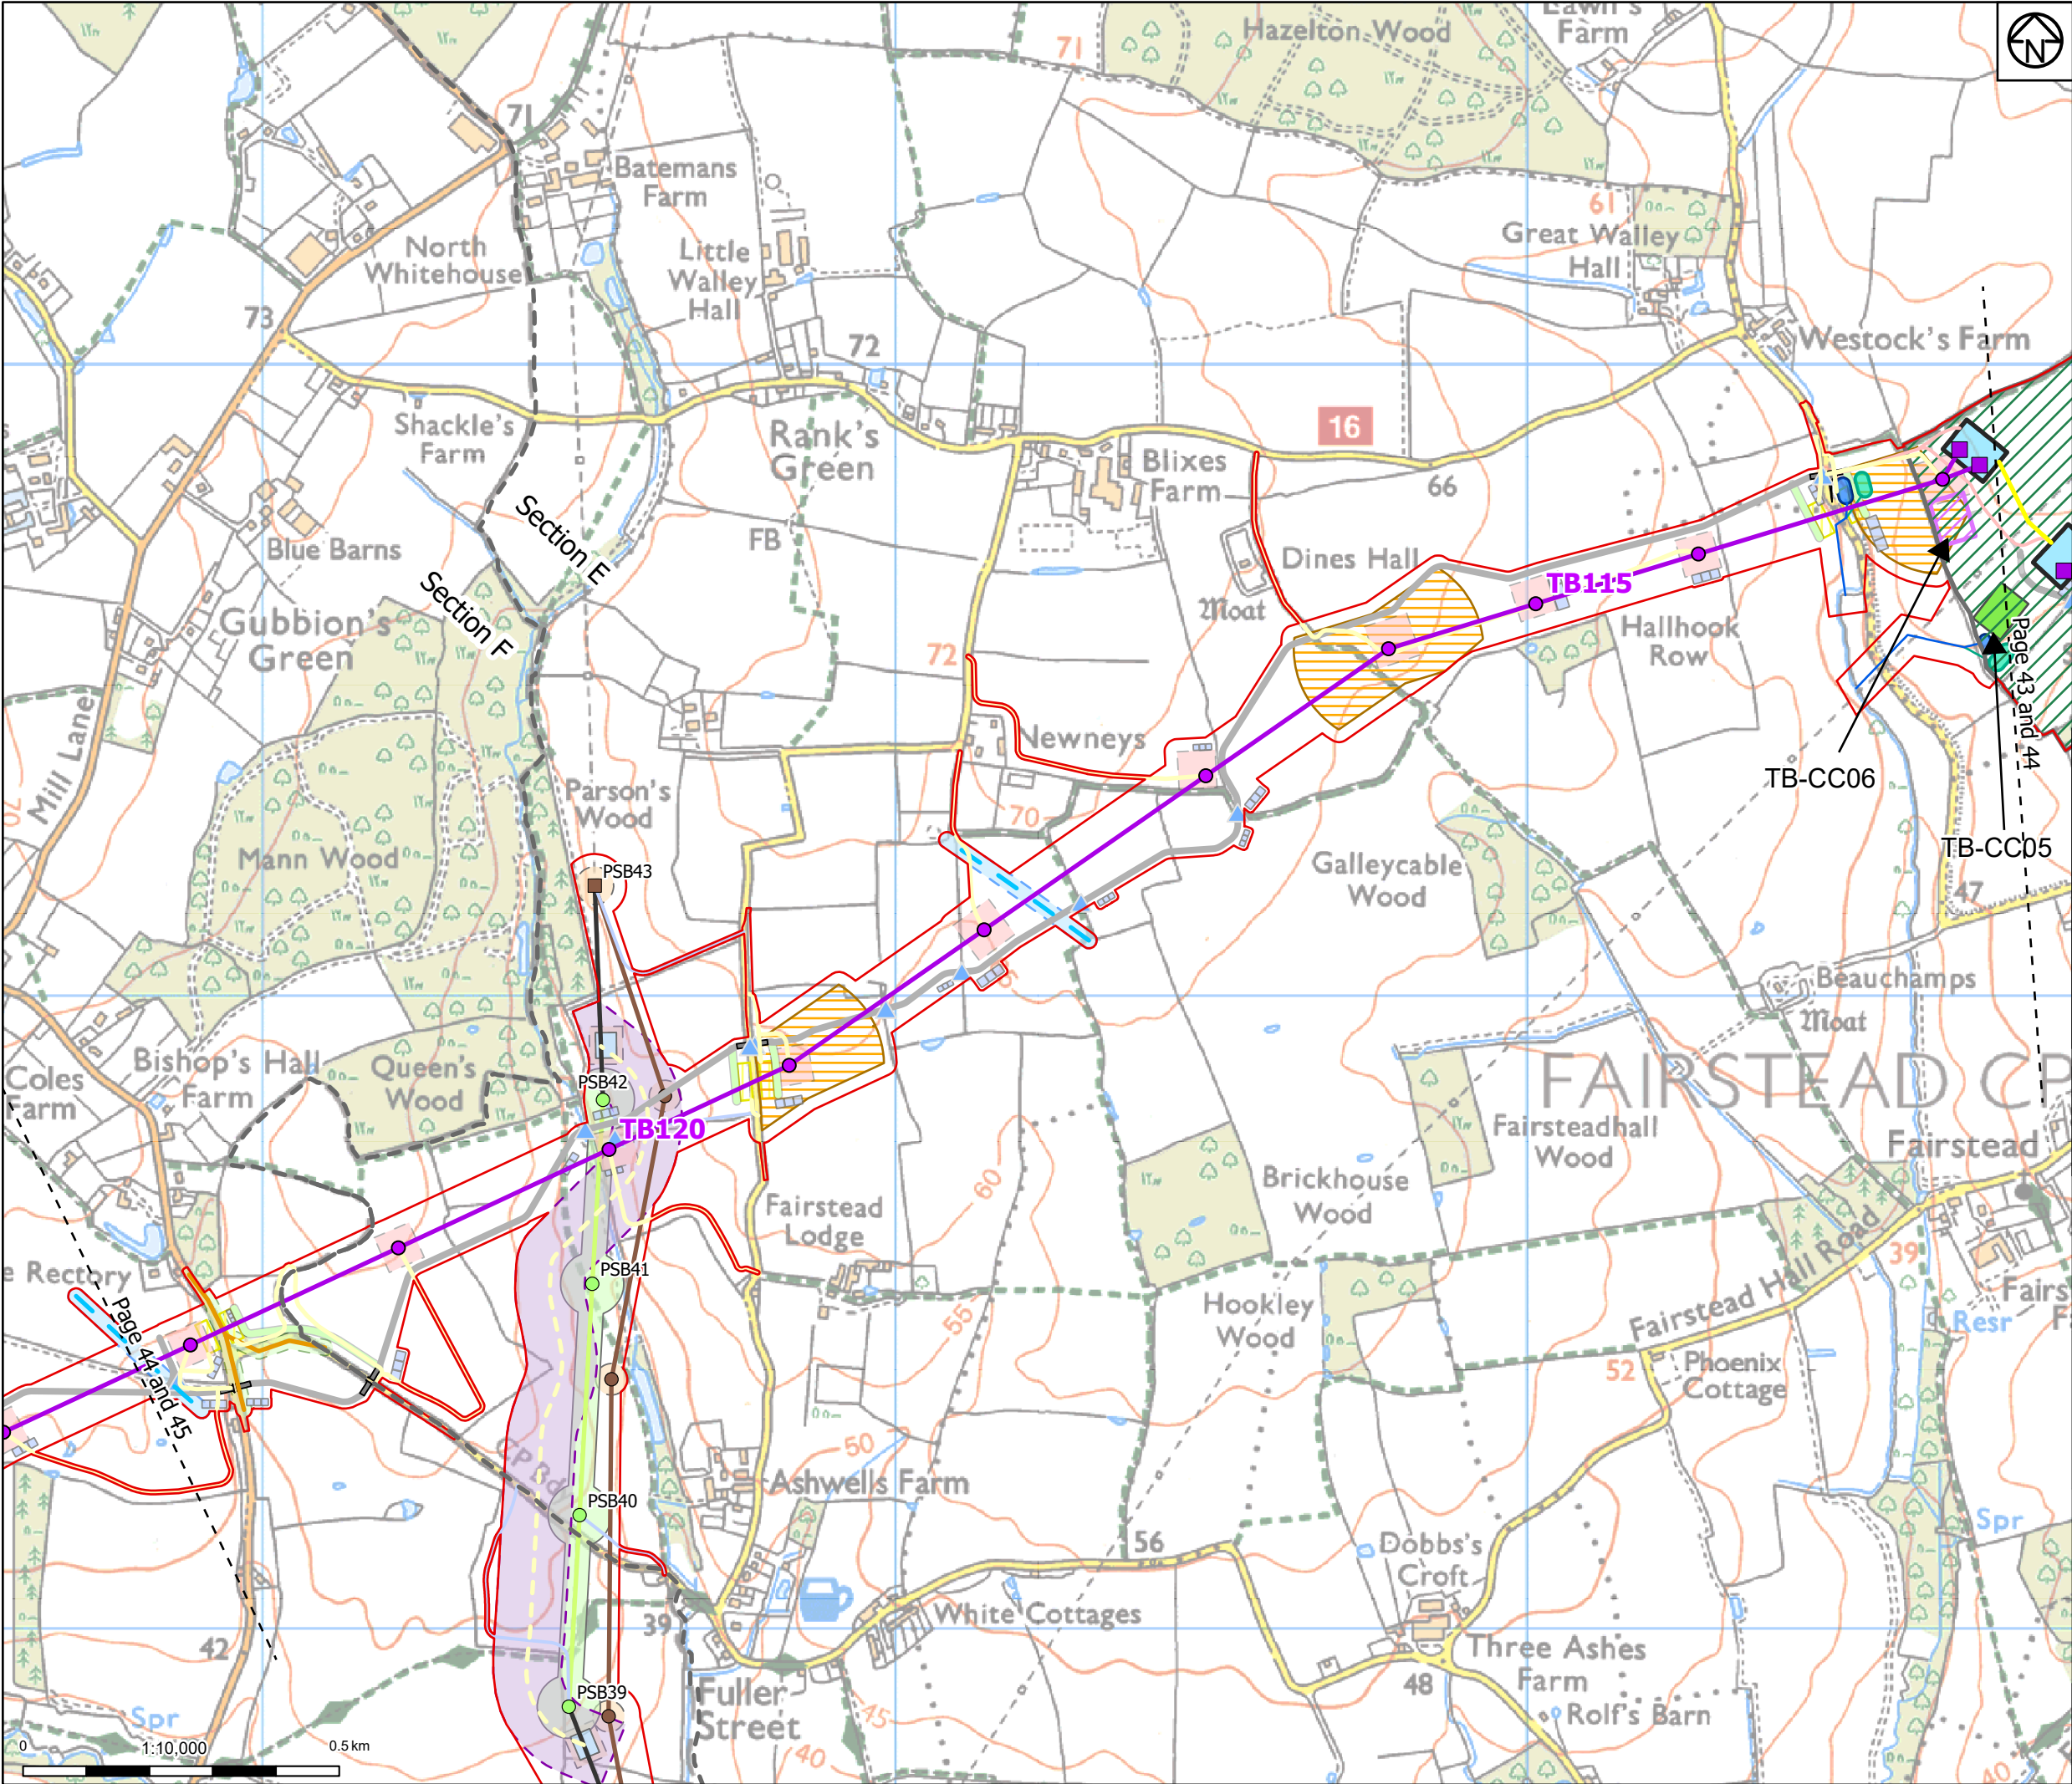 Hazelton Wood
Lawn's
Farm
N
71
71
Batemans
Farm
North
Whitehouse
Little
Walley
Hall
61
Great Walley
Hall
73
72
Westock's Farm
Shackle's
Farm
Rank's
Green
16
Blixes
Farm
66
Section E
Blue Barns
FB
Dines Hall
Section F
TB115
Moat
Gubbion's
Green
Hallhook
Row
72
Page 43 and 44
Mill Lane
Newneys
TB-CC06
Parson's
Wood
70
Mann Wood
PSB43
Galleycable
Wood
TB-CC05
47
Beauchamps
Moat
Bishop's Hall
Farm
Coles
Farm
Queen's
Wood
PSB42
TB120
FAIRSTEAD CP
Fairsteadhall
Wood
Fairstead
60
Brickhouse
Wood
Fairstead
Lodge
e Rectory
PSB41
Fairstead Hall Road
39
Hookley
Wood
55
Fairs
F
Resr
Page 44 and 45
52
Phoenix
Cottage
50
CP Bd
Ashwells Farm
PSB40
Spr
56
Dobbs's
Croft
White Cottages
39
42
Three Ashes
Farm
48
PSB39
Fuller
Street
45
Rolf's Barn
Spr
40
40
0
1:10,000
0.5 km